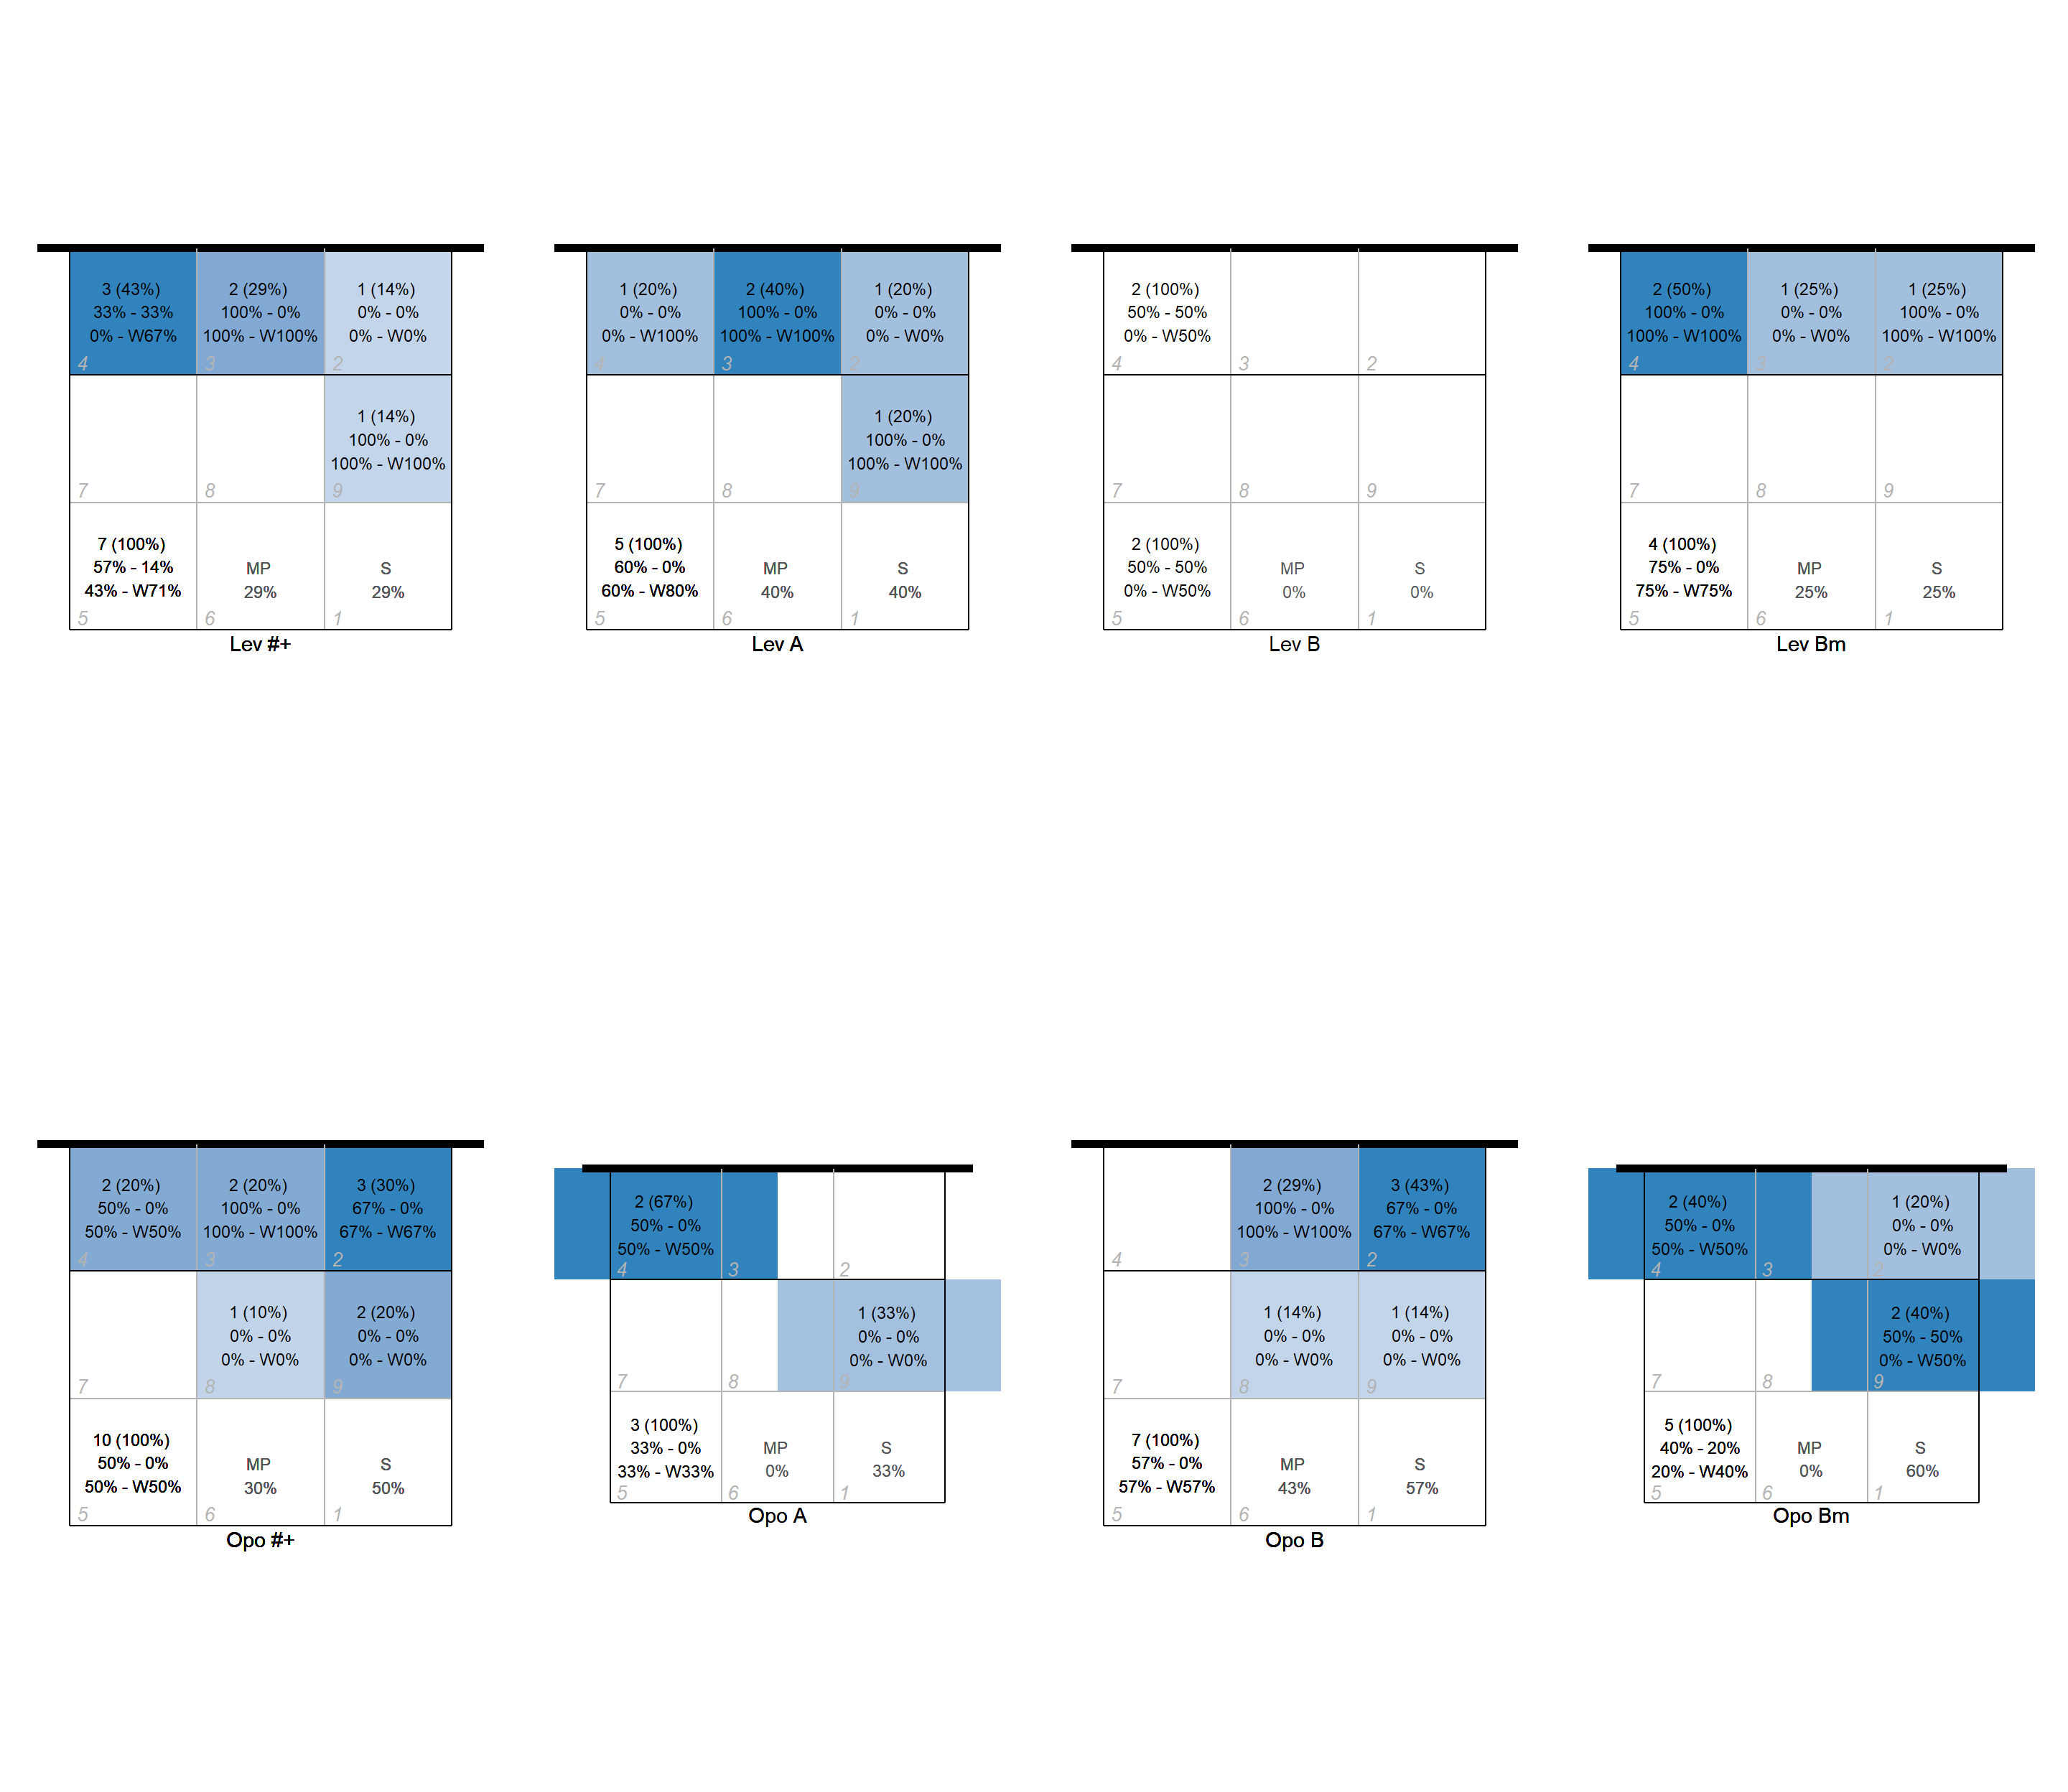 3 (43%)
33% - 33%
0% - W67%
4
2 (29%)
100% - 0%
100% - W100%
3
1 (14%)
0% - 0%
0% - W0%
2
7
8
1 (14%)
100% - 0%
100% - W100%
9
7 (100%)
57% - 14%
43% - W71%
5
MP
29%
6
S
29%
1
Lev #+
1 (20%)
0% - 0%
0% - W100%
4
2 (40%)
100% - 0%
100% - W100%
3
1 (20%)
0% - 0%
0% - W0%
2
7
8
1 (20%)
100% - 0%
100% - W100%
9
5 (100%)
60% - 0%
60% - W80%
5
MP
40%
6
S
40%
1
Lev A
2 (100%)
50% - 50%
0% - W50%
4
3
2
7
8
9
2 (100%)
50% - 50%
0% - W50%
5
MP
0%
6
S
0%
1
Lev B
2 (50%)
100% - 0%
100% - W100%
4
1 (25%)
0% - 0%
0% - W0%
3
1 (25%)
100% - 0%
100% - W100%
2
7
8
9
4 (100%)
75% - 0%
75% - W75%
5
MP
25%
6
S
25%
1
Lev Bm
2 (20%)
50% - 0%
50% - W50%
4
2 (20%)
100% - 0%
100% - W100%
3
3 (30%)
67% - 0%
67% - W67%
2
7
1 (10%)
0% - 0%
0% - W0%
8
2 (20%)
0% - 0%
0% - W0%
9
10 (100%)
50% - 0%
50% - W50%
5
MP
30%
6
S
50%
1
Opo #+
2 (67%)
50% - 0%
50% - W50%
4
3
2
7
8
1 (33%)
0% - 0%
0% - W0%
9
3 (100%)
33% - 0%
33% - W33%
5
MP
0%
6
S
33%
1
Opo A
4
2 (29%)
100% - 0%
100% - W100%
3
3 (43%)
67% - 0%
67% - W67%
2
7
1 (14%)
0% - 0%
0% - W0%
8
1 (14%)
0% - 0%
0% - W0%
9
7 (100%)
57% - 0%
57% - W57%
5
MP
43%
6
S
57%
1
Opo B
2 (40%)
50% - 0%
50% - W50%
4
3
1 (20%)
0% - 0%
0% - W0%
2
7
8
2 (40%)
50% - 50%
0% - W50%
9
5 (100%)
40% - 20%
20% - W40%
5
MP
0%
6
S
60%
1
Opo Bm